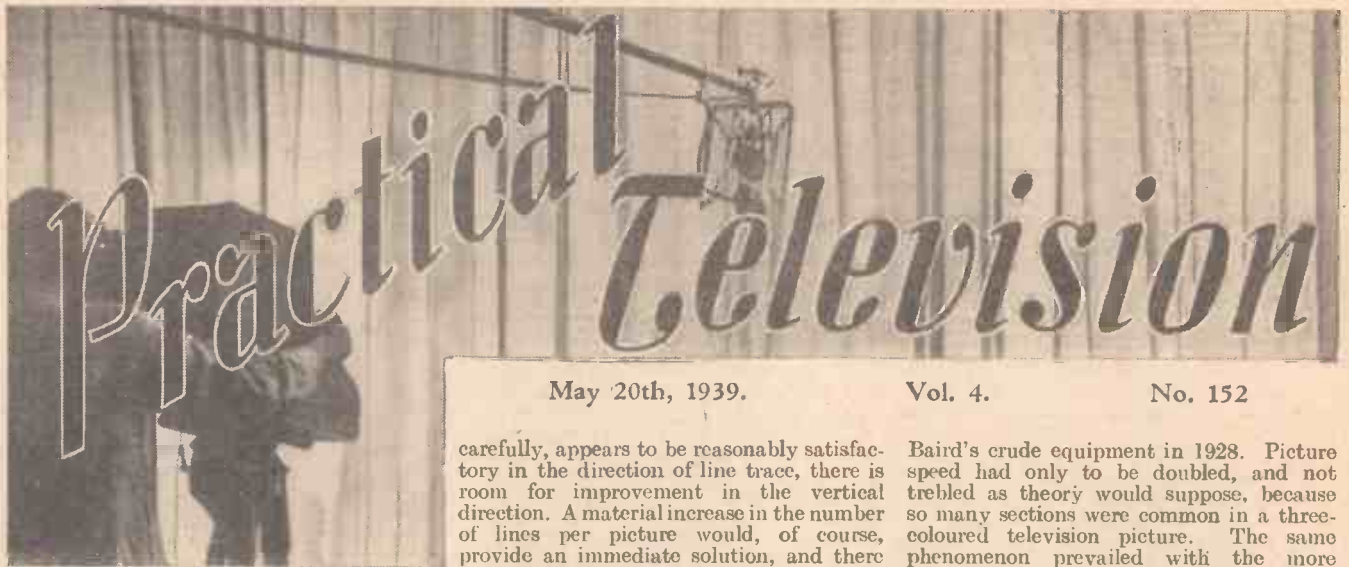 Practical
Television
May 20th, 1939. Vol. 4. No. 152
carefully, appears to be reasonably satisfac-
tory in the direction of line trace, there is
room for improvement in the vertical
direction. A material increase in the number
of lines per picture would, of course,
provide an immediate solution, and there
Baird's crude equipment in 1928. Picture
speed had only to be doubled, and not
trebled as theory would suppose, because
so many sections were common in a three-
coloured television picture. The same
phenomenon prevailed with the more